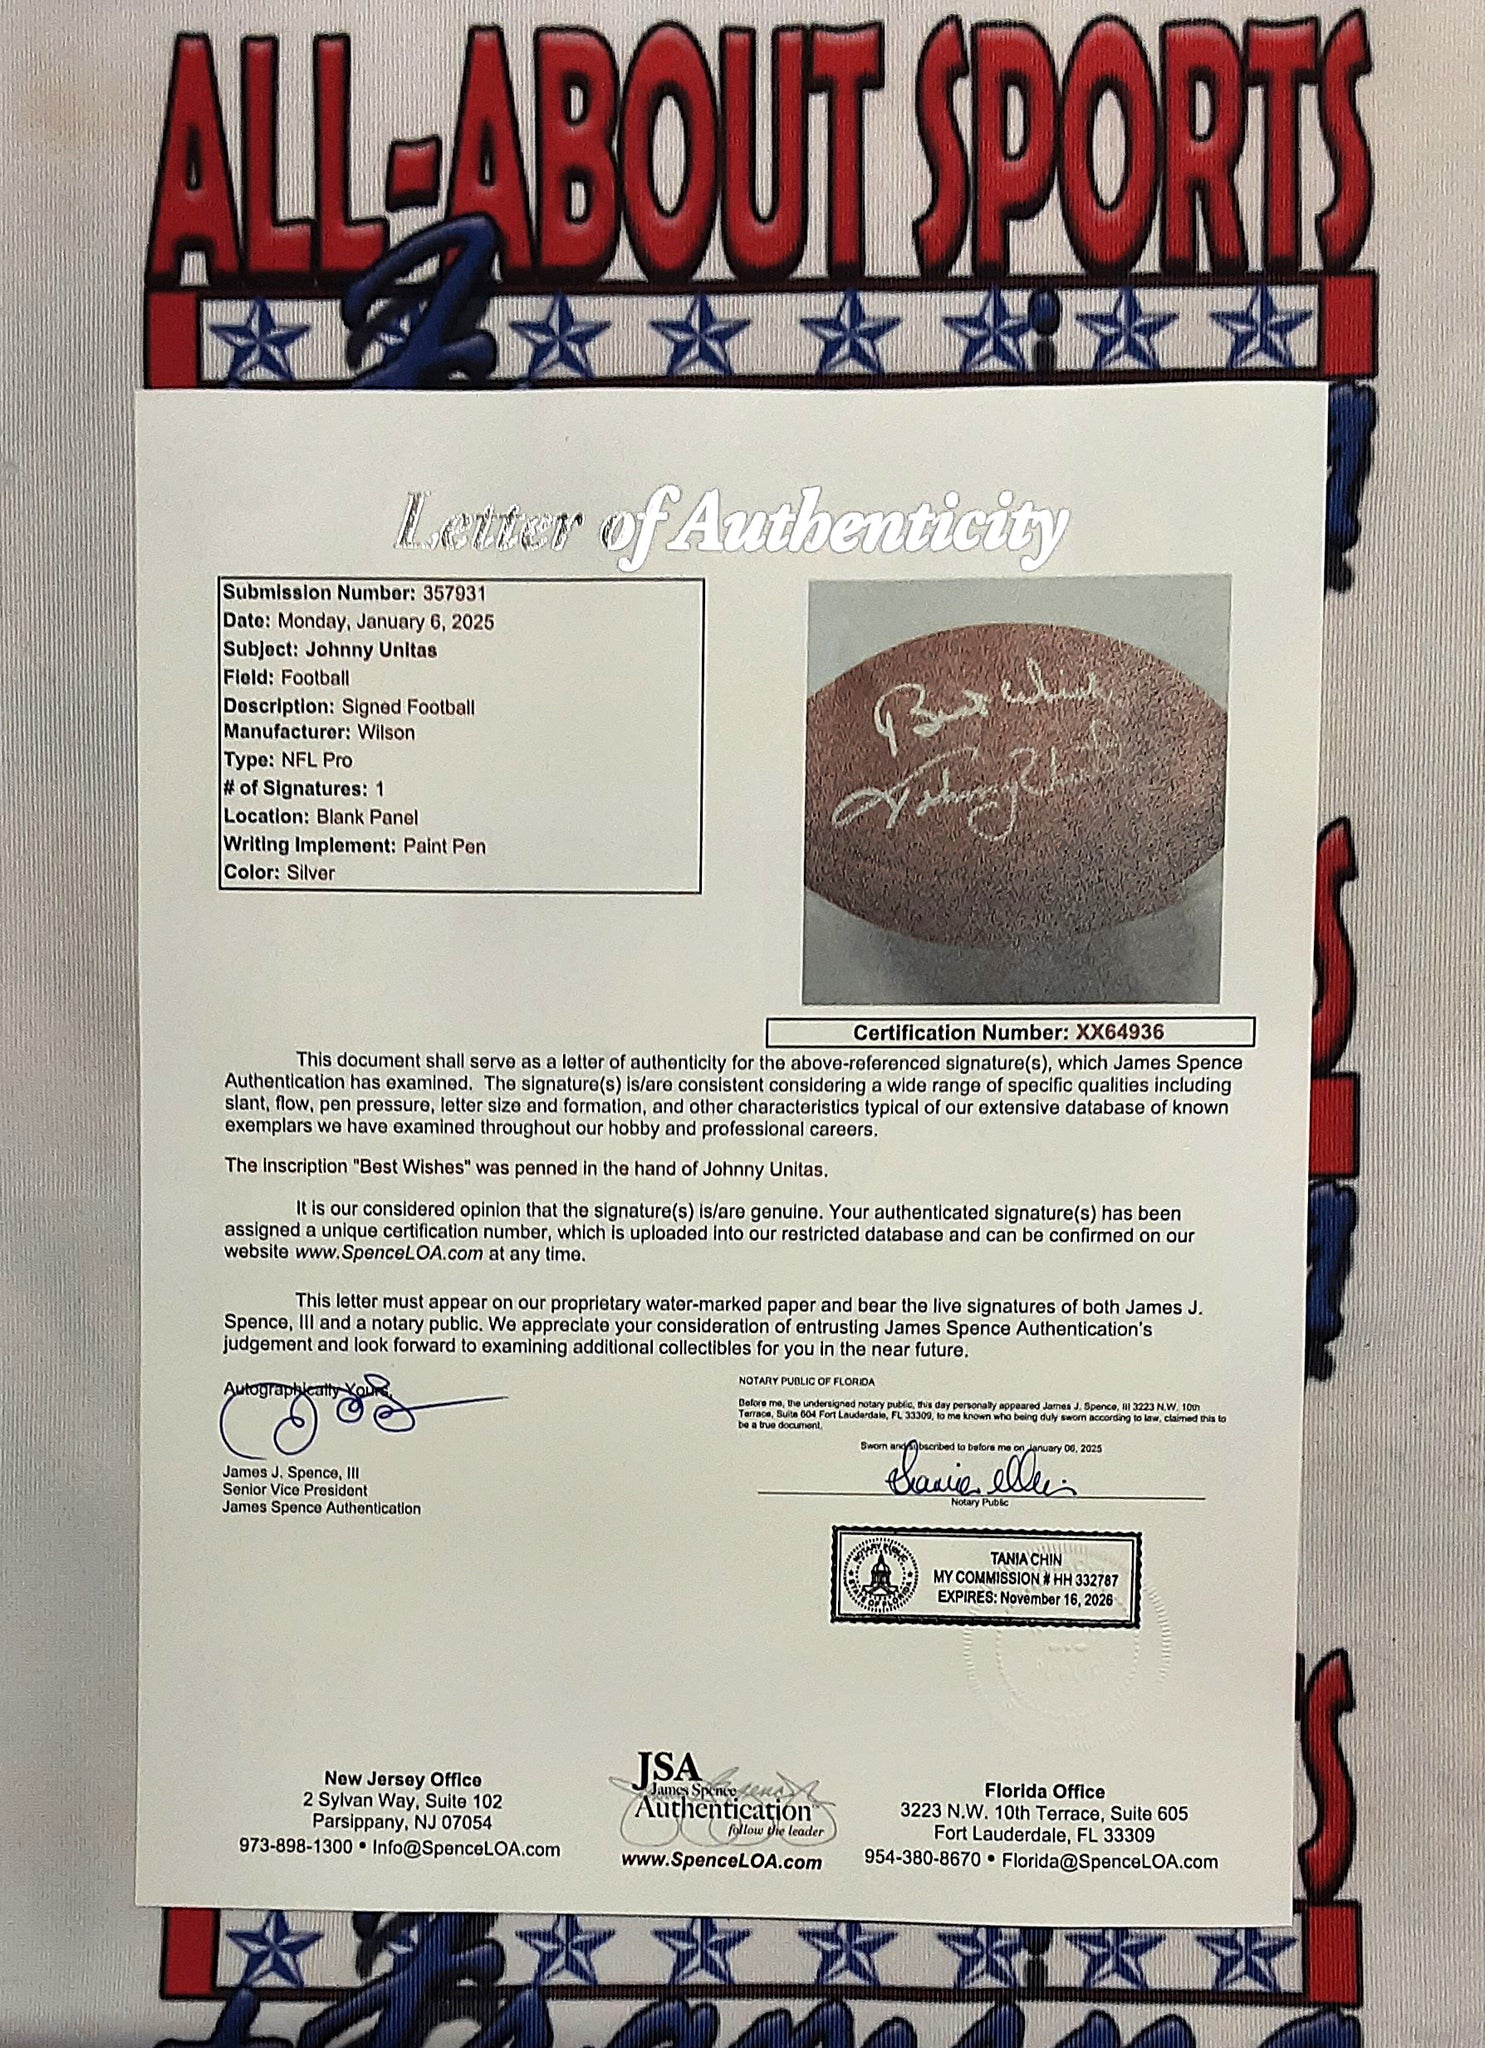 ALL-ABOUT SPORTS
Letter of Authenticity
Submission Number: 357931
Date: Monday, January 6, 2025
Subject: Johnny Unitas
Field: Football
Description: Signed Football
Manufacturer: Wilson
Type: NFL Pro
# of Signatures: 1
Location: Blank Panel
Writing Implement: Paint Pen
Color: Silver
Best Wishes
Johnny Unitas
Certification Number: XX64936
This document shall serve as a letter of authenticity for the above-referenced signature(s), which James Spence
Authentication has examined. The signature(s) is/are consistent considering a wide range of specific qualities including
slant, flow, pen pressure, letter size and formation, and other characteristics typical of our extensive database of known
exemplars we have examined throughout our hobby and professional careers.
The Inscription "Best Wishes" was penned in the hand of Johnny Unitas.
It is our considered opinion that the signature(s) is/are genuine. Your authenticated signature(s) has been
assigned a unique certification number, which is uploaded into our restricted database and can be confirmed on our
website www.SpenceLOA.com at any time.
This letter must appear on our proprietary water-marked paper and bear the live signatures of both James J.
Spence, III and a notary public. We appreciate your consideration of entrusting James Spence Authentication's
judgement and look forward to examining additional collectibles for you in the near future.
Autographically Yours,
James J. Spence, III
Senior Vice President
James Spence Authentication
NOTARY PUBLIC OF FLORIDA
Before me, the undersigned notary public, this day personally appeared James J. Spence, III 3223 N.W. 10th
Terrace, Suite 604 Fort Lauderdale, FL 33309, to me known who being duly sworn according to law, claimed this to
be a true document.
Sworn and subscribed to before me on January 06, 2025
Notary Public
NOTARY PUBLIC
STATE OF FLORIDA
TANIA CHIN
MY COMMISSION # HH 332787
EXPIRES: November 16, 2026
New Jersey Office
2 Sylvan Way, Suite 102
Parsippany, NJ 07054
973-898-1300 • Info@SpenceLOA.com
JSA
James Spence
Authentication
follow the leader
www.SpenceLOA.com
Florida Office
3223 N.W. 10th Terrace, Suite 605
Fort Lauderdale, FL 33309
954-380-8670 • Florida@SpenceLOA.com